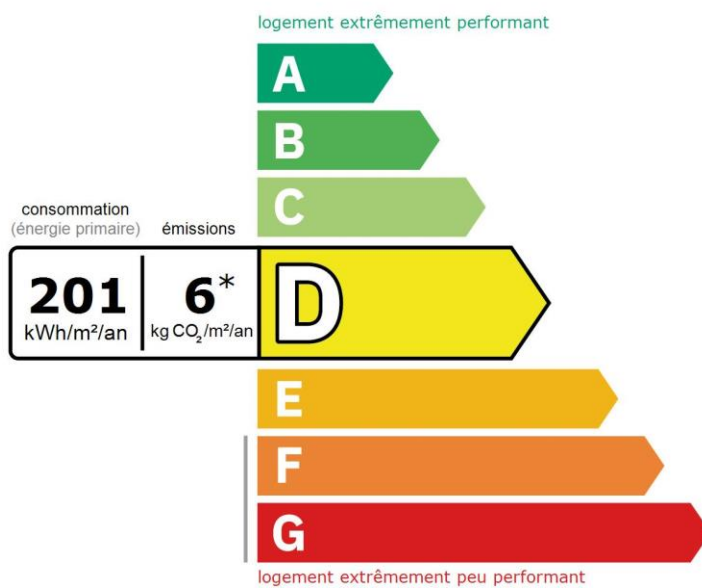 logement extrêmement performant
A
B
C
consommation
(énergie primaire)
émissions
201
kWh/m²/an
6*
kg CO₂/m²/an
D
E
F
G
logement extrêmement peu performant